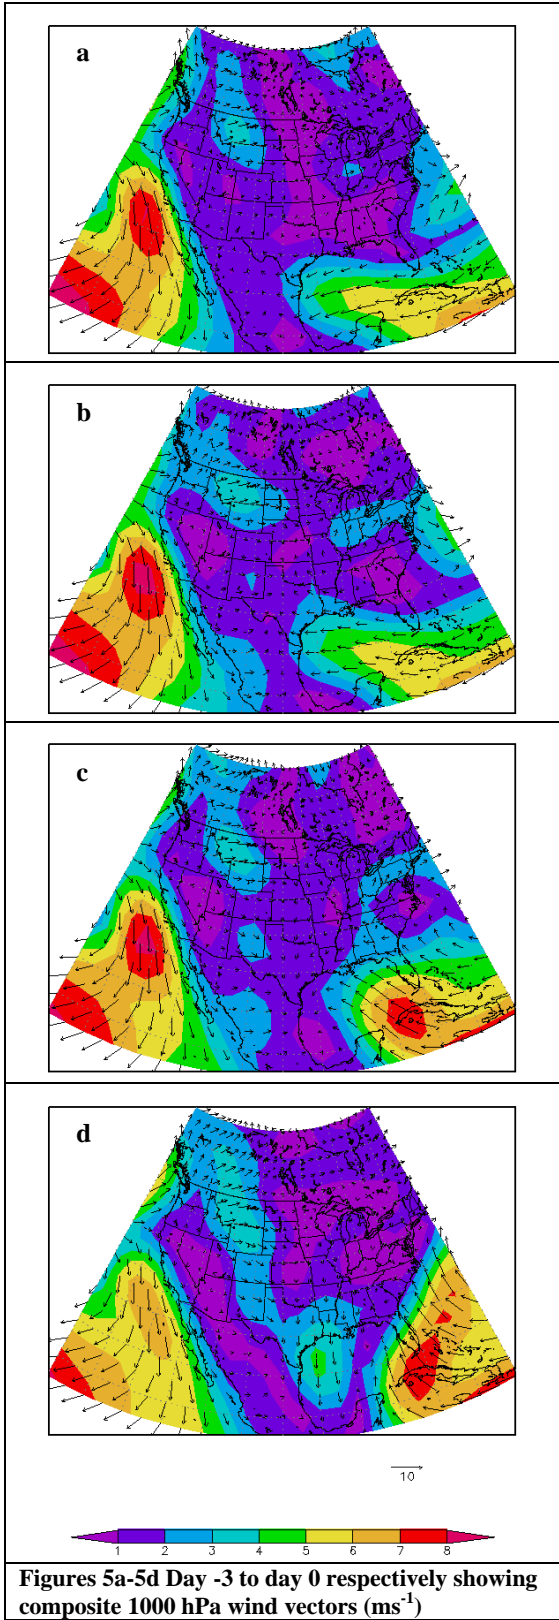 a
b
c
d
10
1 2 3 4 5 6 7 8
Figures 5a-5d Day -3 to day 0 respectively showing
composite 1000 hPa wind vectors (ms⁻¹)